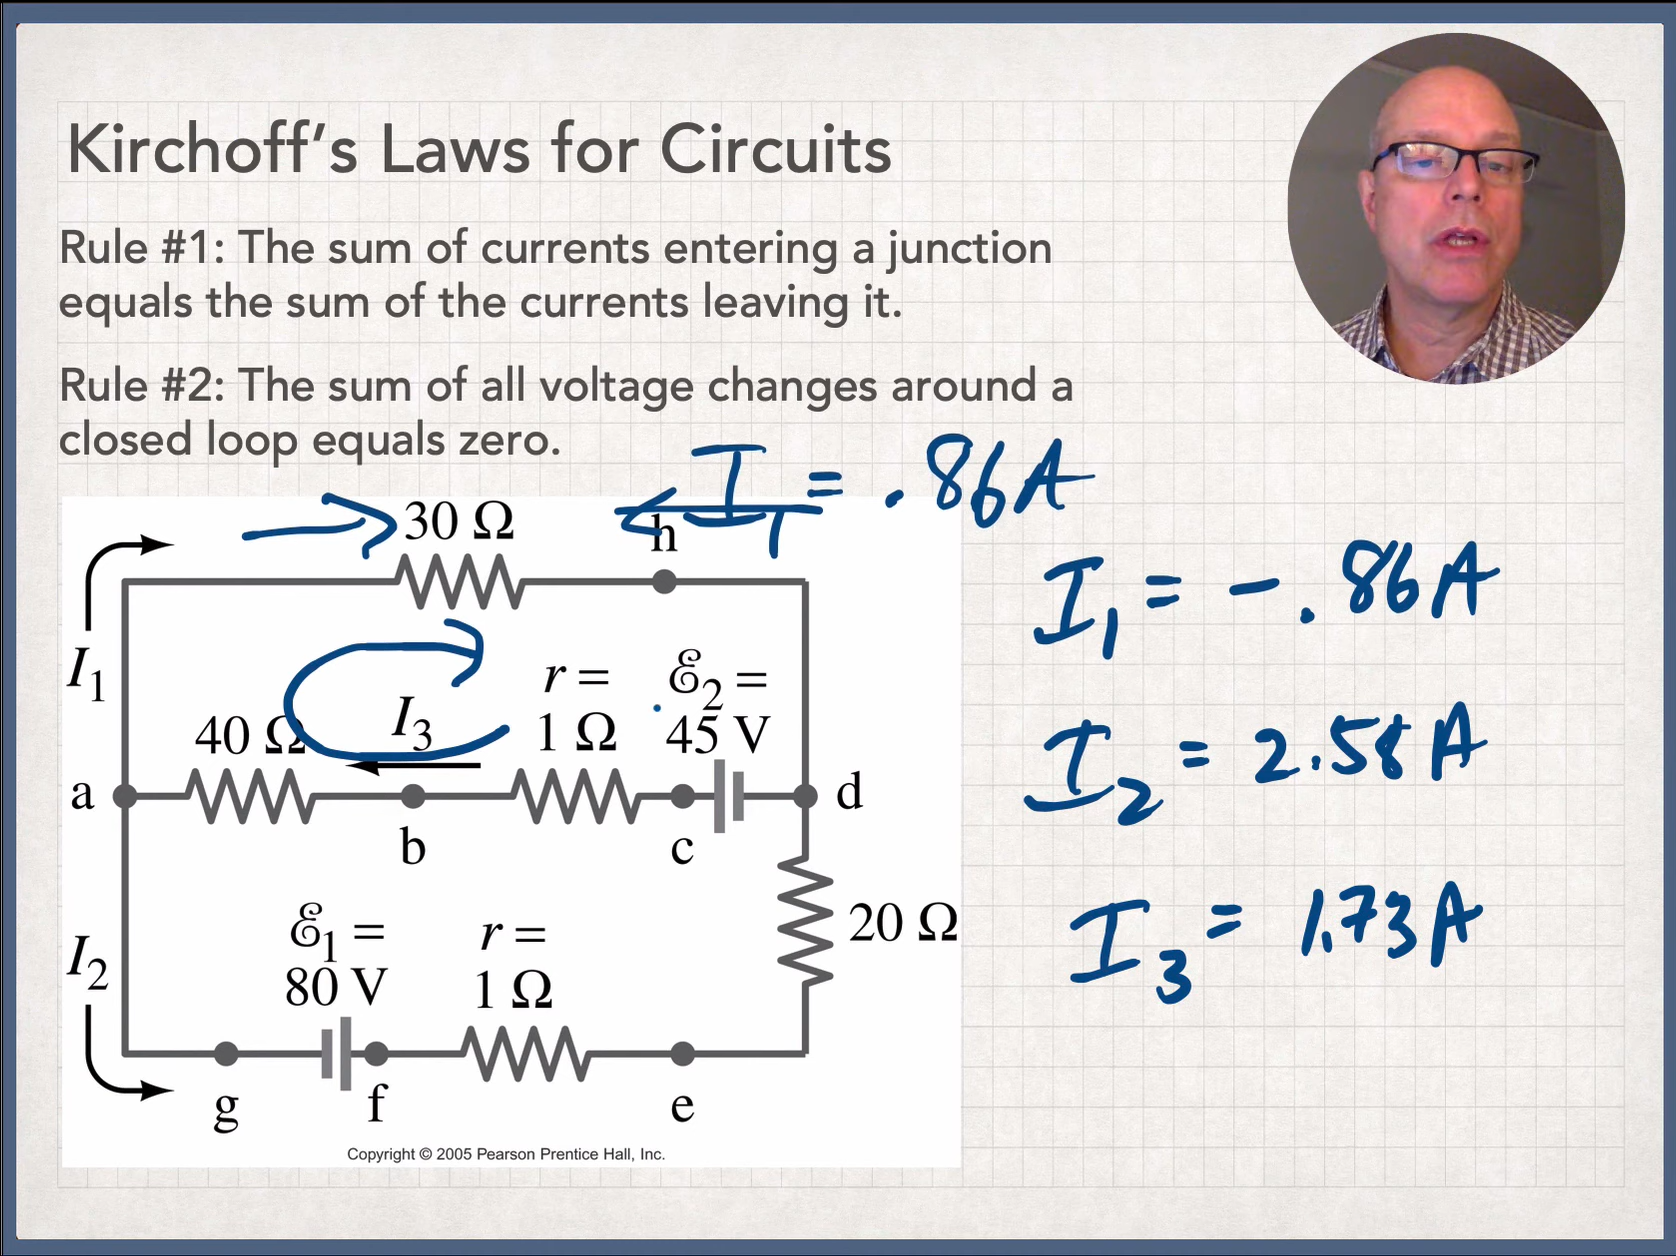 Kirchoff’s Laws for Circuits
Rule #1: The sum of currents entering a junction
equals the sum of the currents leaving it.
Rule #2: The sum of all voltage changes around a
closed loop equals zero.
I1 = .86A
30 Ω
h
I1 = -.86A
I1
r =
ℰ2 =
I3
40 Ω
1 Ω
45 V
I2 = 2.58A
a
d
b
c
I3 = 1.73A
ℰ1 =
r =
20 Ω
I2
80 V
1 Ω
g
f
e
Copyright © 2005 Pearson Prentice Hall, Inc.